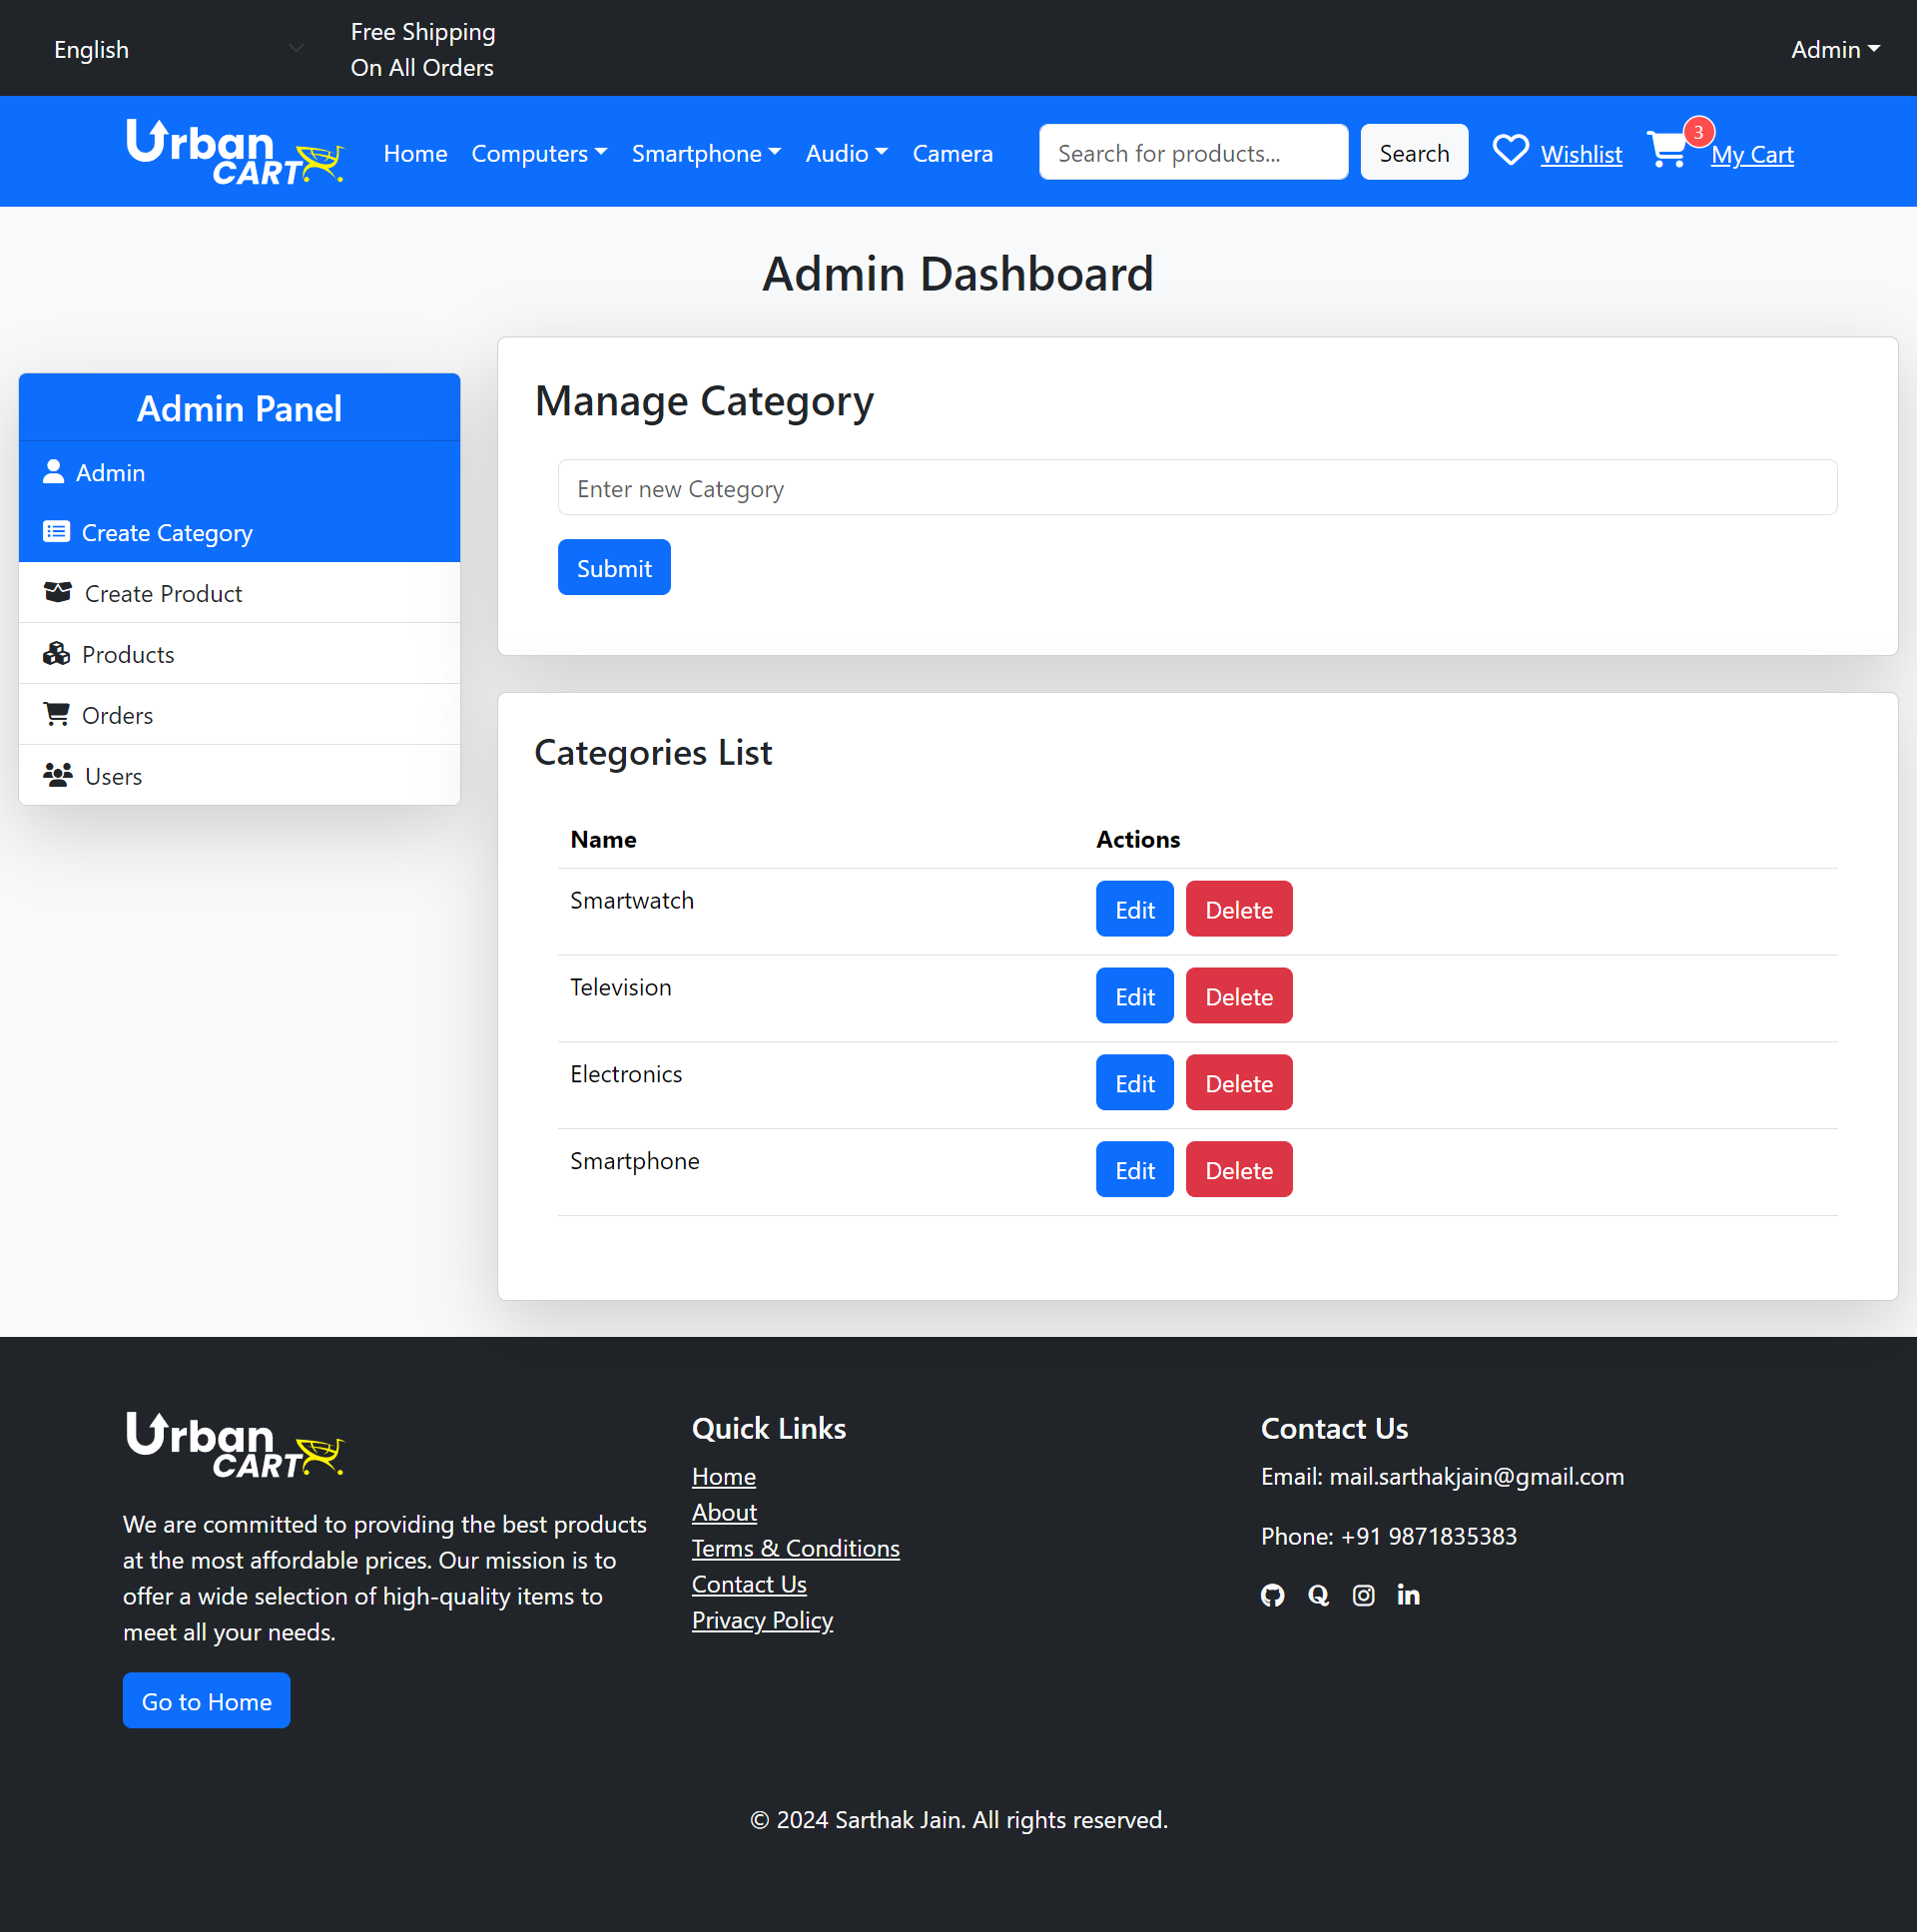 English
Free Shipping
On All Orders
Admin
Urban
CART
Home Computers Smartphone Audio Camera
Search for products...
Search
Wishlist
3
My Cart
Admin Dashboard
Admin Panel
Admin
Create Category
Create Product
Products
Orders
Users
Manage Category
Enter new Category
Submit
Categories List
Name Actions
Smartwatch Edit Delete
Television Edit Delete
Electronics Edit Delete
Smartphone Edit Delete
Urban
CART
We are committed to providing the best products
at the most affordable prices. Our mission is to
offer a wide selection of high-quality items to
meet all your needs.
Go to Home
Quick Links
Home
About
Terms & Conditions
Contact Us
Privacy Policy
Contact Us
Email: mail.sarthakjain@gmail.com
Phone: +91 9871835383
© 2024 Sarthak Jain. All rights reserved.